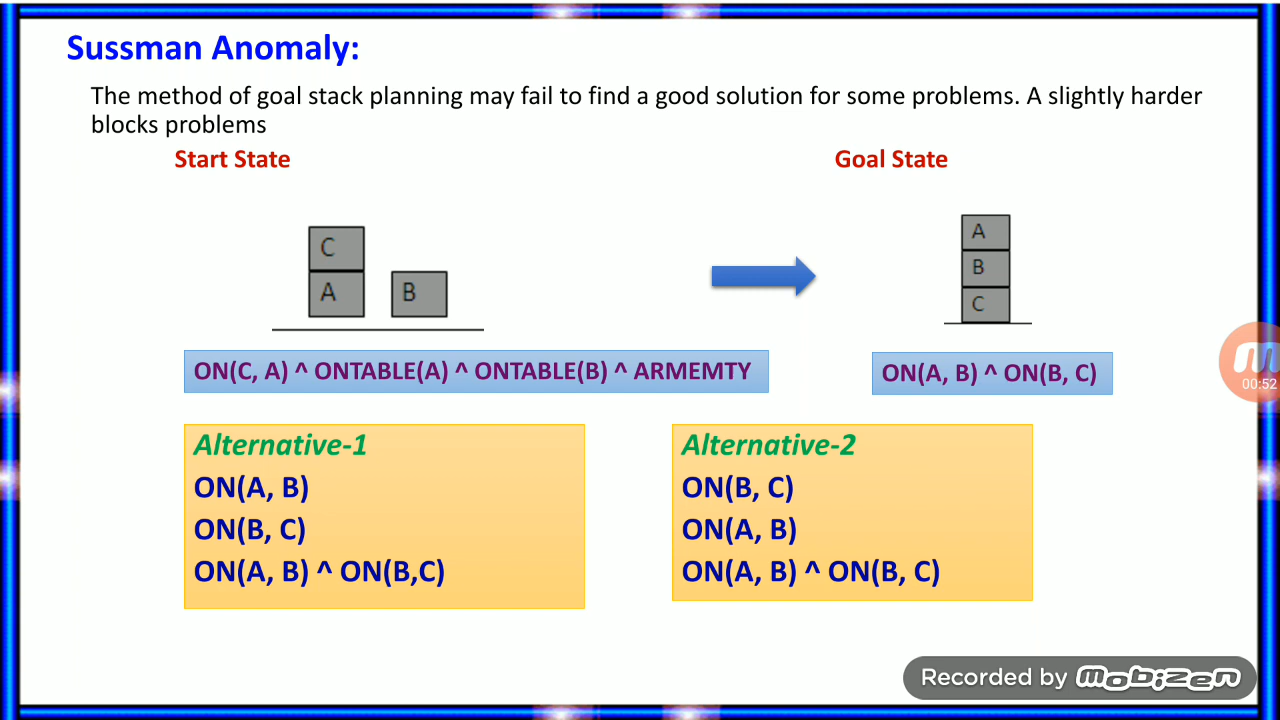 Sussman Anomaly:
The method of goal stack planning may fail to find a good solution for some problems. A slightly harder
blocks problems
Start State
Goal State
C
A
B
A
B
C
ON(C, A) ^ ONTABLE(A) ^ ONTABLE(B) ^ ARMEMTY
ON(A, B) ^ ON(B, C)
Alternative-1
ON(A, B)
ON(B, C)
ON(A, B) ^ ON(B,C)
Alternative-2
ON(B, C)
ON(A, B)
ON(A, B) ^ ON(B, C)
00:52
Recorded by mobizen